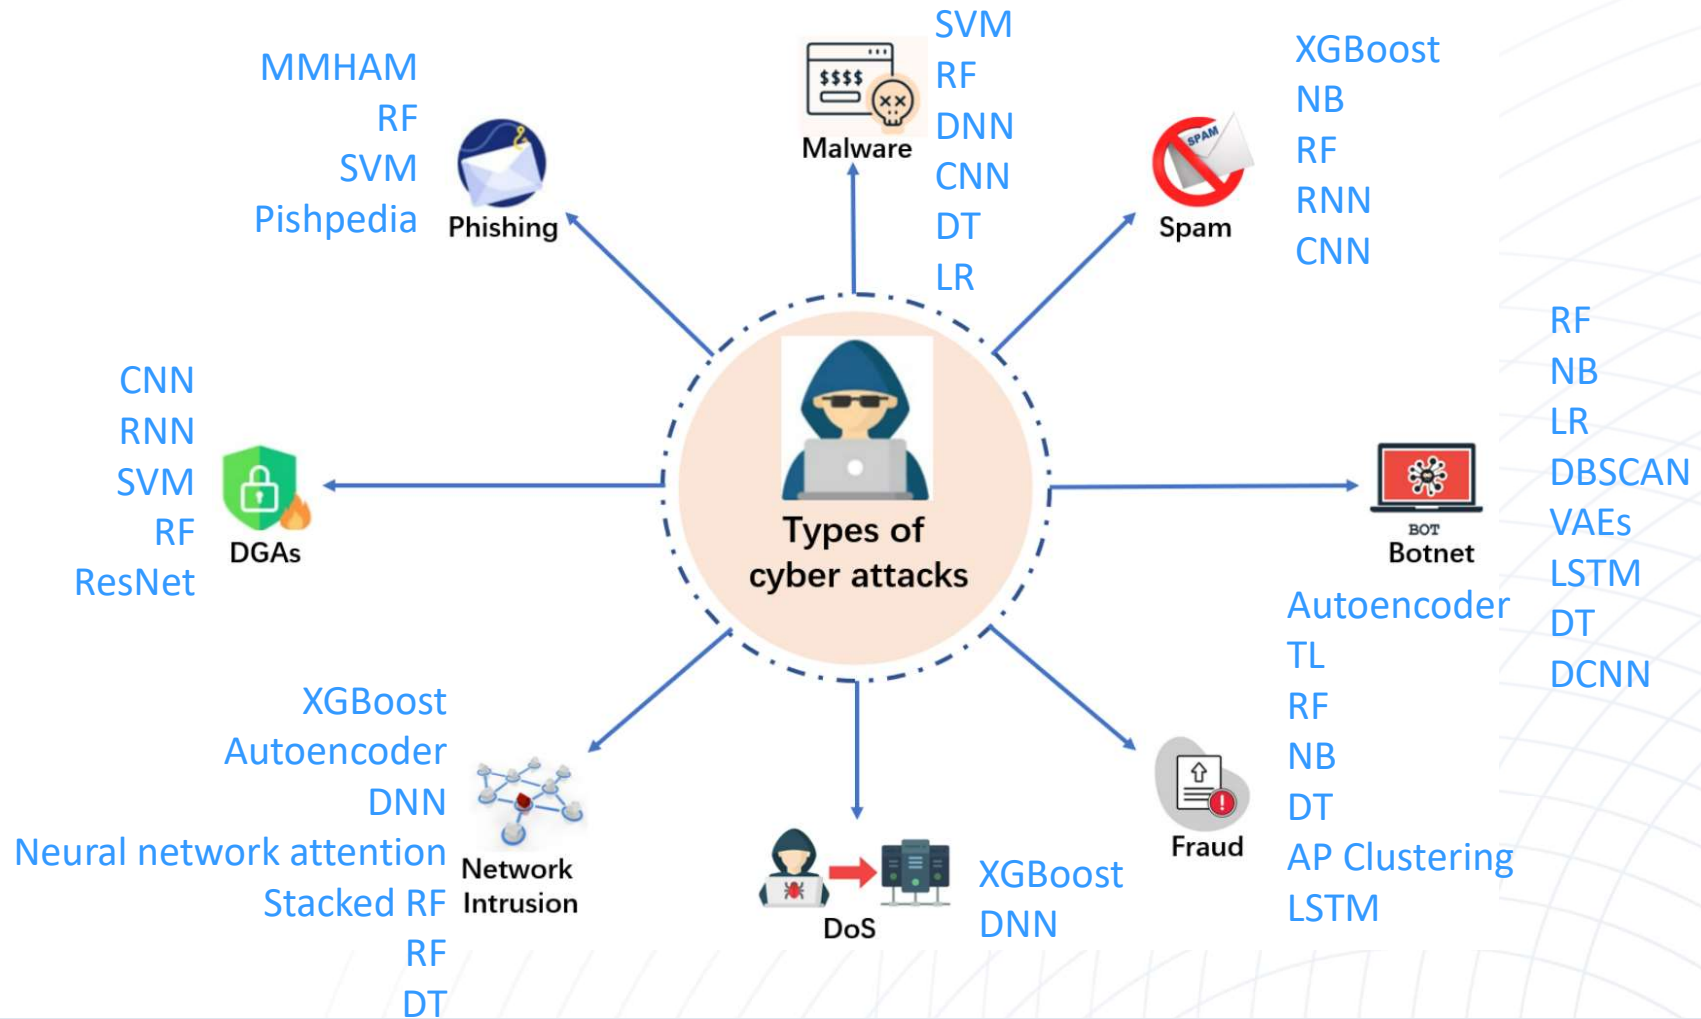 MMHAM
RF
SVM
Pishpedia
Phishing
$$$$
Malware
SVM
RF
DNN
CNN
DT
LR
SPAM
Spam
XGBoost
NB
RF
RNN
CNN
CNN
RNN
SVM
RF
ResNet
DGAs
Types of
cyber attacks
BOT
Botnet
RF
NB
LR
DBSCAN
VAEs
LSTM
DT
DCNN
XGBoost
Autoencoder
DNN
Neural network attention
Stacked RF
RF
DT
Network
Intrusion
DoS
XGBoost
DNN
Fraud
Autoencoder
TL
RF
NB
DT
AP Clustering
LSTM